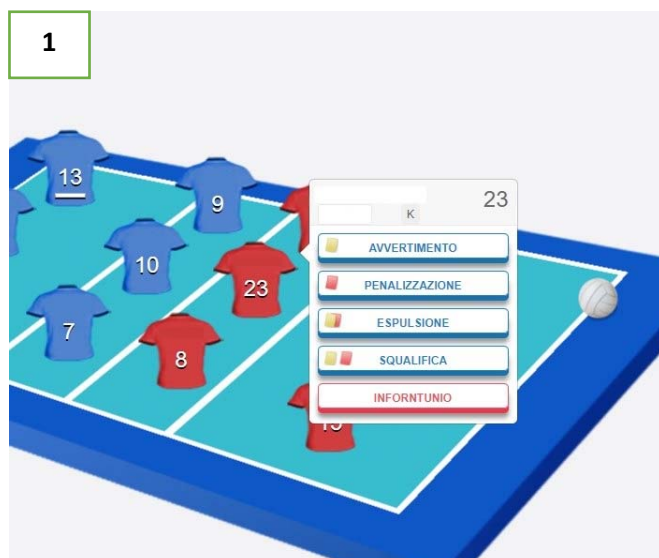 1
13
9
23
K
AVVERTIMENTO
10
23
PENALIZZAZIONE
7
ESPULSIONE
8
SQUALIFICA
INFORNTUNIO